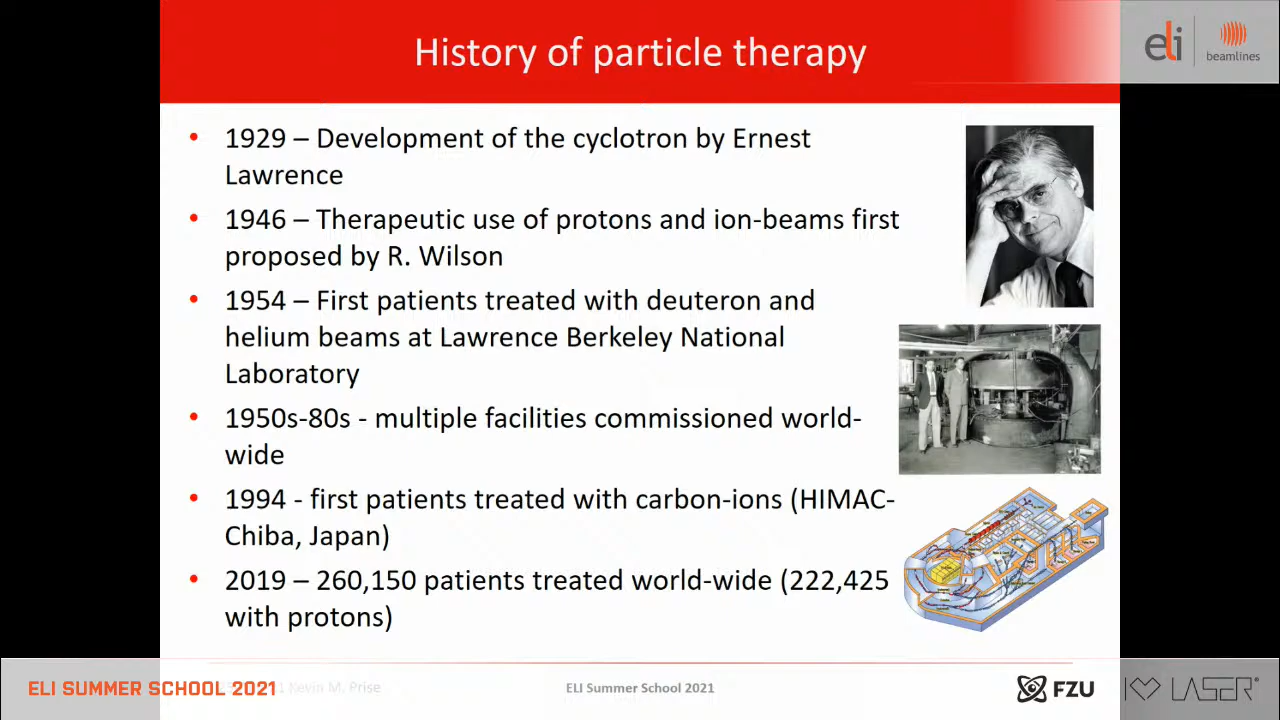 History of particle therapy
eli
beamlines
• 1929 – Development of the cyclotron by Ernest
Lawrence
• 1946 – Therapeutic use of protons and ion-beams first
proposed by R. Wilson
• 1954 – First patients treated with deuteron and
helium beams at Lawrence Berkeley National
Laboratory
• 1950s-80s - multiple facilities commissioned world-
wide
• 1994 - first patients treated with carbon-ions (HIMAC-
Chiba, Japan)
• 2019 – 260,150 patients treated world-wide (222,425
with protons)
ELI SUMMER SCHOOL 2021
Kevin M. Prise
ELI Summer School 2021
FZU
I LASER